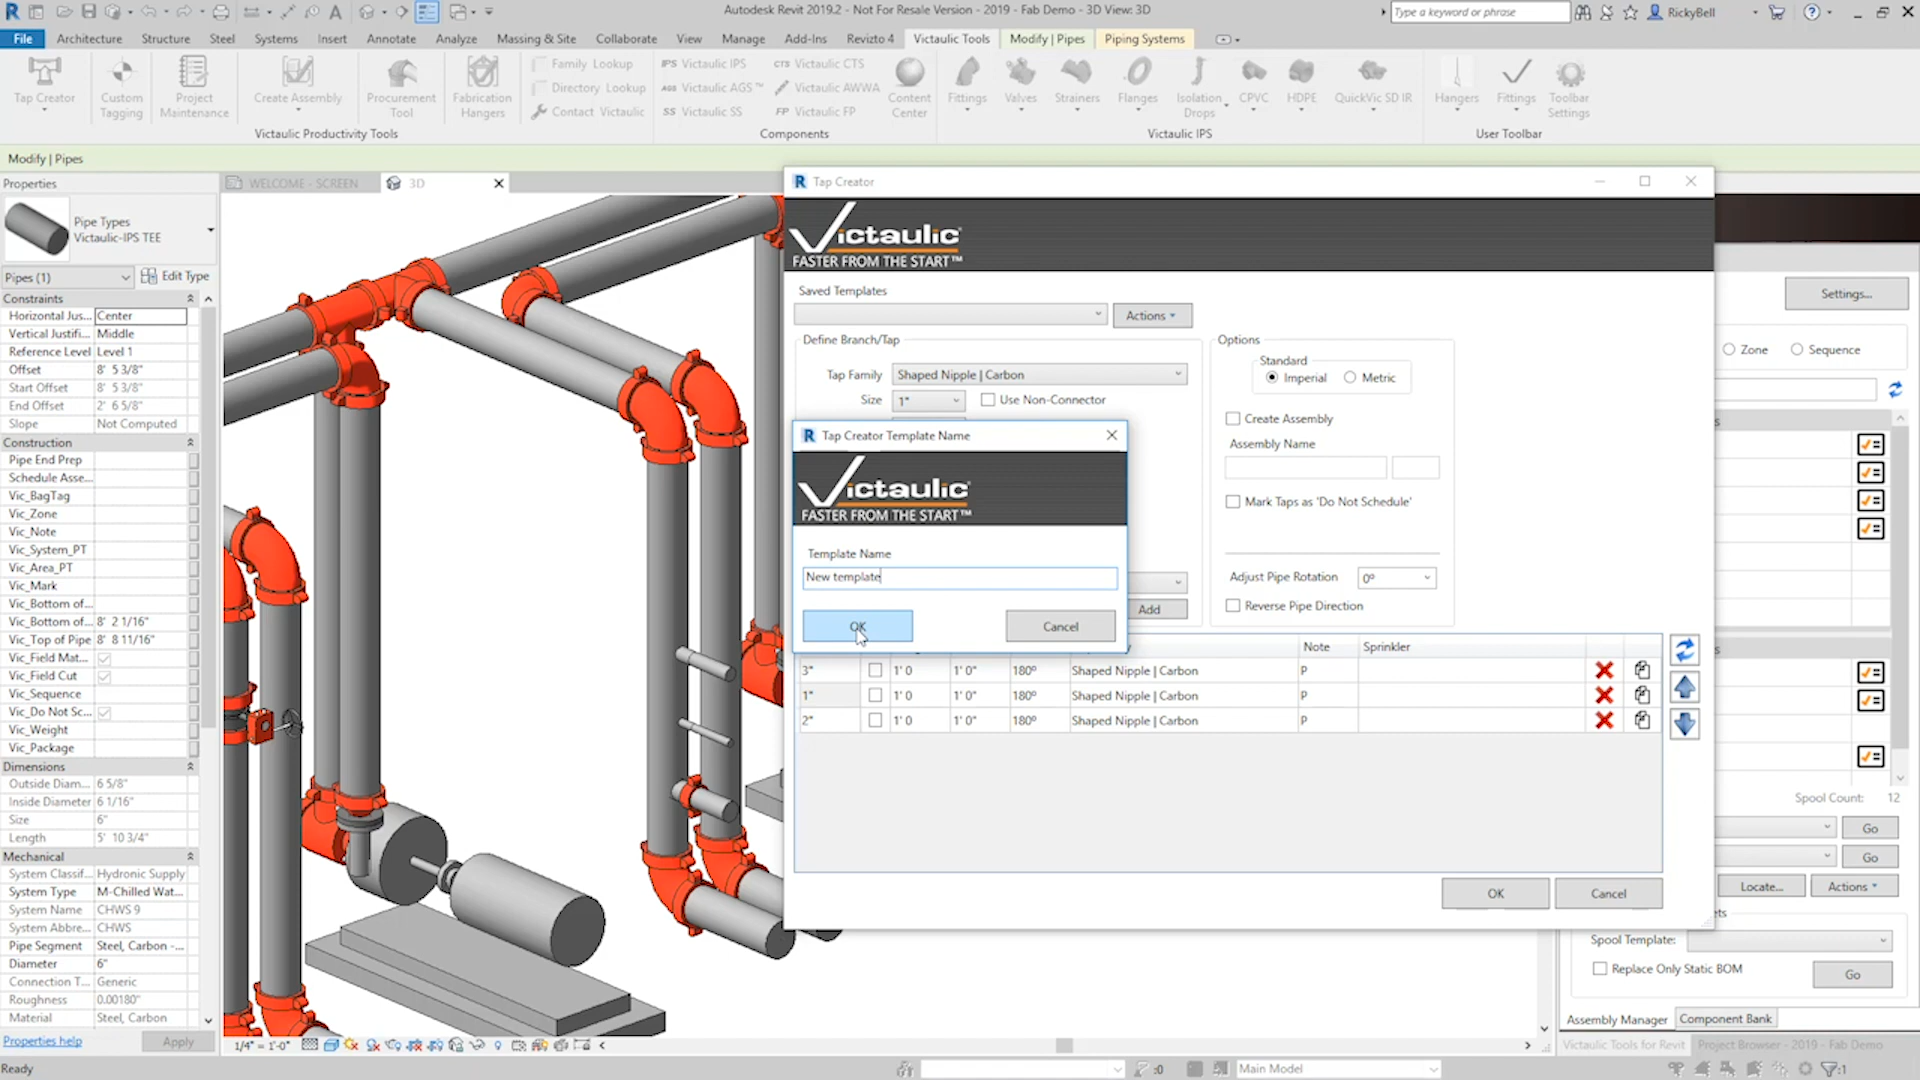 Autodesk Revit 2019.2 - Not For Resale Version - 2019 - Fab Demo - 3D View: 3D
Type a keyword or phrase
RickyBell
File
Architecture
Structure
Steel
Systems
Insert
Annotate
Analyze
Massing & Site
Collaborate
View
Manage
Add-Ins
Revizto 4
Victaulic Tools
Modify | Pipes
Piping Systems
Tap Creator
Custom
Tagging
Project
Maintenance
Create Assembly
Procurement
Tool
Fabrication
Hangers
Family Lookup
Directory Lookup
Contact Victaulic
Victaulic Productivity Tools
IPS Victaulic IPS
AGS Victaulic AGS™
SS Victaulic SS
CTS Victaulic CTS
Victaulic AWWA
FP Victaulic FP
Content
Center
Components
Fittings
Valves
Strainers
Flanges
Isolation
Drops
CPVC
HDPE
QuickVic SD IR
Victaulic IPS
Hangers
Fittings
Toolbar
Settings
User Toolbar
Modify | Pipes
Properties
Pipe Types
Victaulic-IPS TEE
Pipes (1)
Edit Type
Constraints
Horizontal Jus... Center
Vertical Justifi... Middle
Reference Level Level 1
Offset 8' 5 3/8"
Start Offset 8' 5 3/8"
End Offset 2' 6 5/8"
Slope Not Computed
Construction
Pipe End Prep
Schedule Asse...
Vic_BagTag
Vic_Zone
Vic_Note
Vic_System_PT
Vic_Area_PT
Vic_Mark
Vic_Bottom of...
Vic_Bottom of... 8' 2 1/16"
Vic_Top of Pipe 8' 8 11/16"
Vic_Field Mat...
Vic_Field Cut
Vic_Sequence
Vic_Do Not Sc...
Vic_Weight
Vic_Package
Dimensions
Outside Diam... 6 5/8"
Inside Diameter 6 1/16"
Size 6"
Length 5' 10 3/4"
Mechanical
System Classif... Hydronic Supply
System Type M-Chilled Wat...
System Name CHWS 9
System Abbre... CHWS
Pipe Segment Steel, Carbon -...
Diameter 6"
Connection T... Generic
Roughness 0.00180"
Material Steel, Carbon
Properties help
Apply
Ready
WELCOME - SCREEN
3D
1/4" = 1'-0"
:0
Main Model
:1
Tap Creator
Victaulic
FASTER FROM THE START™
Saved Templates
Actions
Define Branch/Tap
Tap Family Shaped Nipple | Carbon
Size 1" Use Non-Connector
Add
Options
Standard
Imperial Metric
Create Assembly
Assembly Name
Mark Taps as 'Do Not Schedule'
Adjust Pipe Rotation 0º
Reverse Pipe Direction
Tap Creator Template Name
Victaulic
FASTER FROM THE START™
Template Name
New template
OK
Cancel
Note Sprinkler
3" 1' 0 1' 0" 180º Shaped Nipple | Carbon P
1" 1' 0 1' 0" 180º Shaped Nipple | Carbon P
2" 1' 0 1' 0" 180º Shaped Nipple | Carbon P
OK
Cancel
Settings...
Zone
Sequence
Spool Count: 12
Go
Go
Locate...
Actions
Spool Template:
Replace Only Static BOM
Go
Assembly Manager
Component Bank
Victaulic Tools for Revit
Project Browser - 2019 - Fab Demo